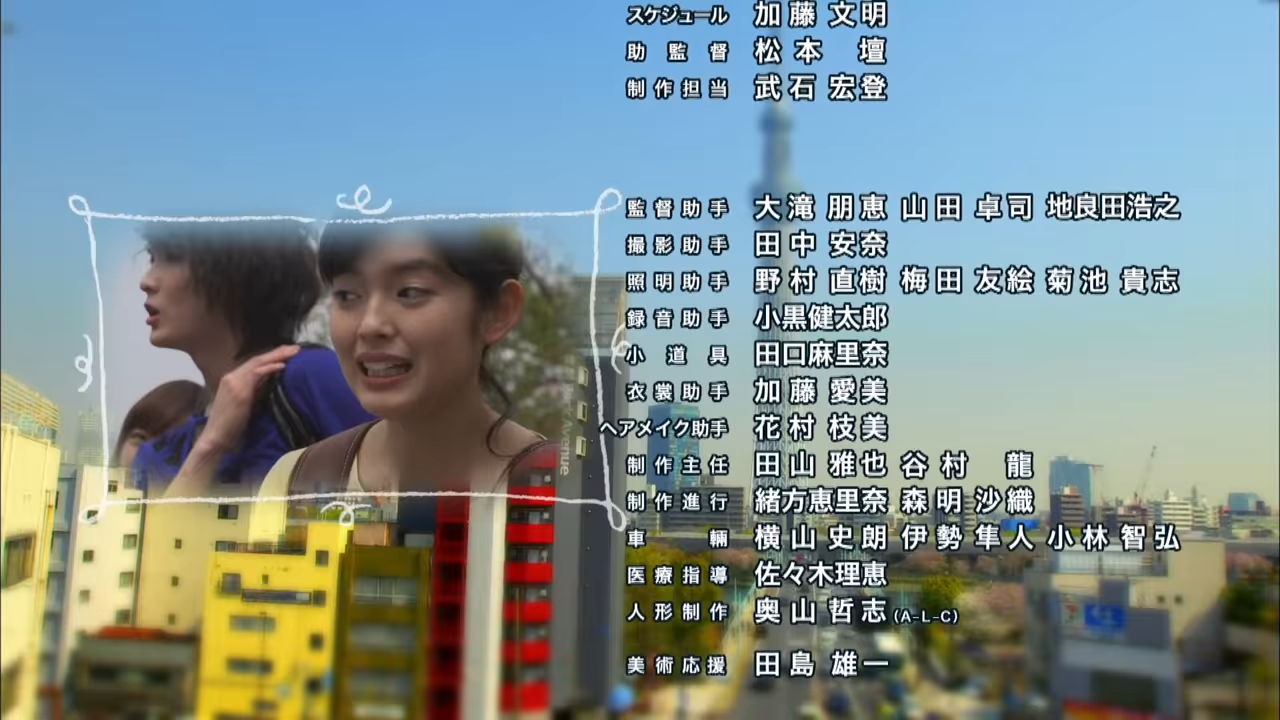 スケジュール 加藤 文明
助監督 松本 壇
制作担当 武石 宏登
監督助手 大滝 朋恵 山田 卓司 地良田浩之
撮影助手 田中 安奈
照明助手 野村 直樹 梅田 友絵 菊池 貴志
録音助手 小黒健太郎
小道具 田口麻里奈
衣裳助手 加藤 愛美
ヘアメイク助手 花村 枝美
制作主任 田山 雅也 谷村 龍
制作進行 緒方恵里奈 森明 沙織
車輛 横山 史朗 伊勢 隼人 小林 智弘
医療指導 佐々木理恵
人形制作 奥山 哲志(A-L-C)
美術応援 田島 雄一
Avenue